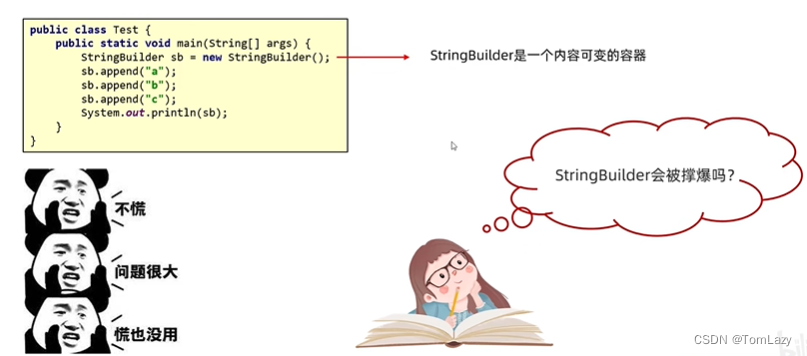 public class Test {
    public static void main(String[] args) {
        StringBuilder sb = new StringBuilder();
        sb.append("a");
        sb.append("b");
        sb.append("c");
        System.out.println(sb);
    }
}
StringBuilder是一个内容可变的容器
StringBuilder会被撑爆吗?
不慌
问题很大
慌也没用
CSDN @TomLazy